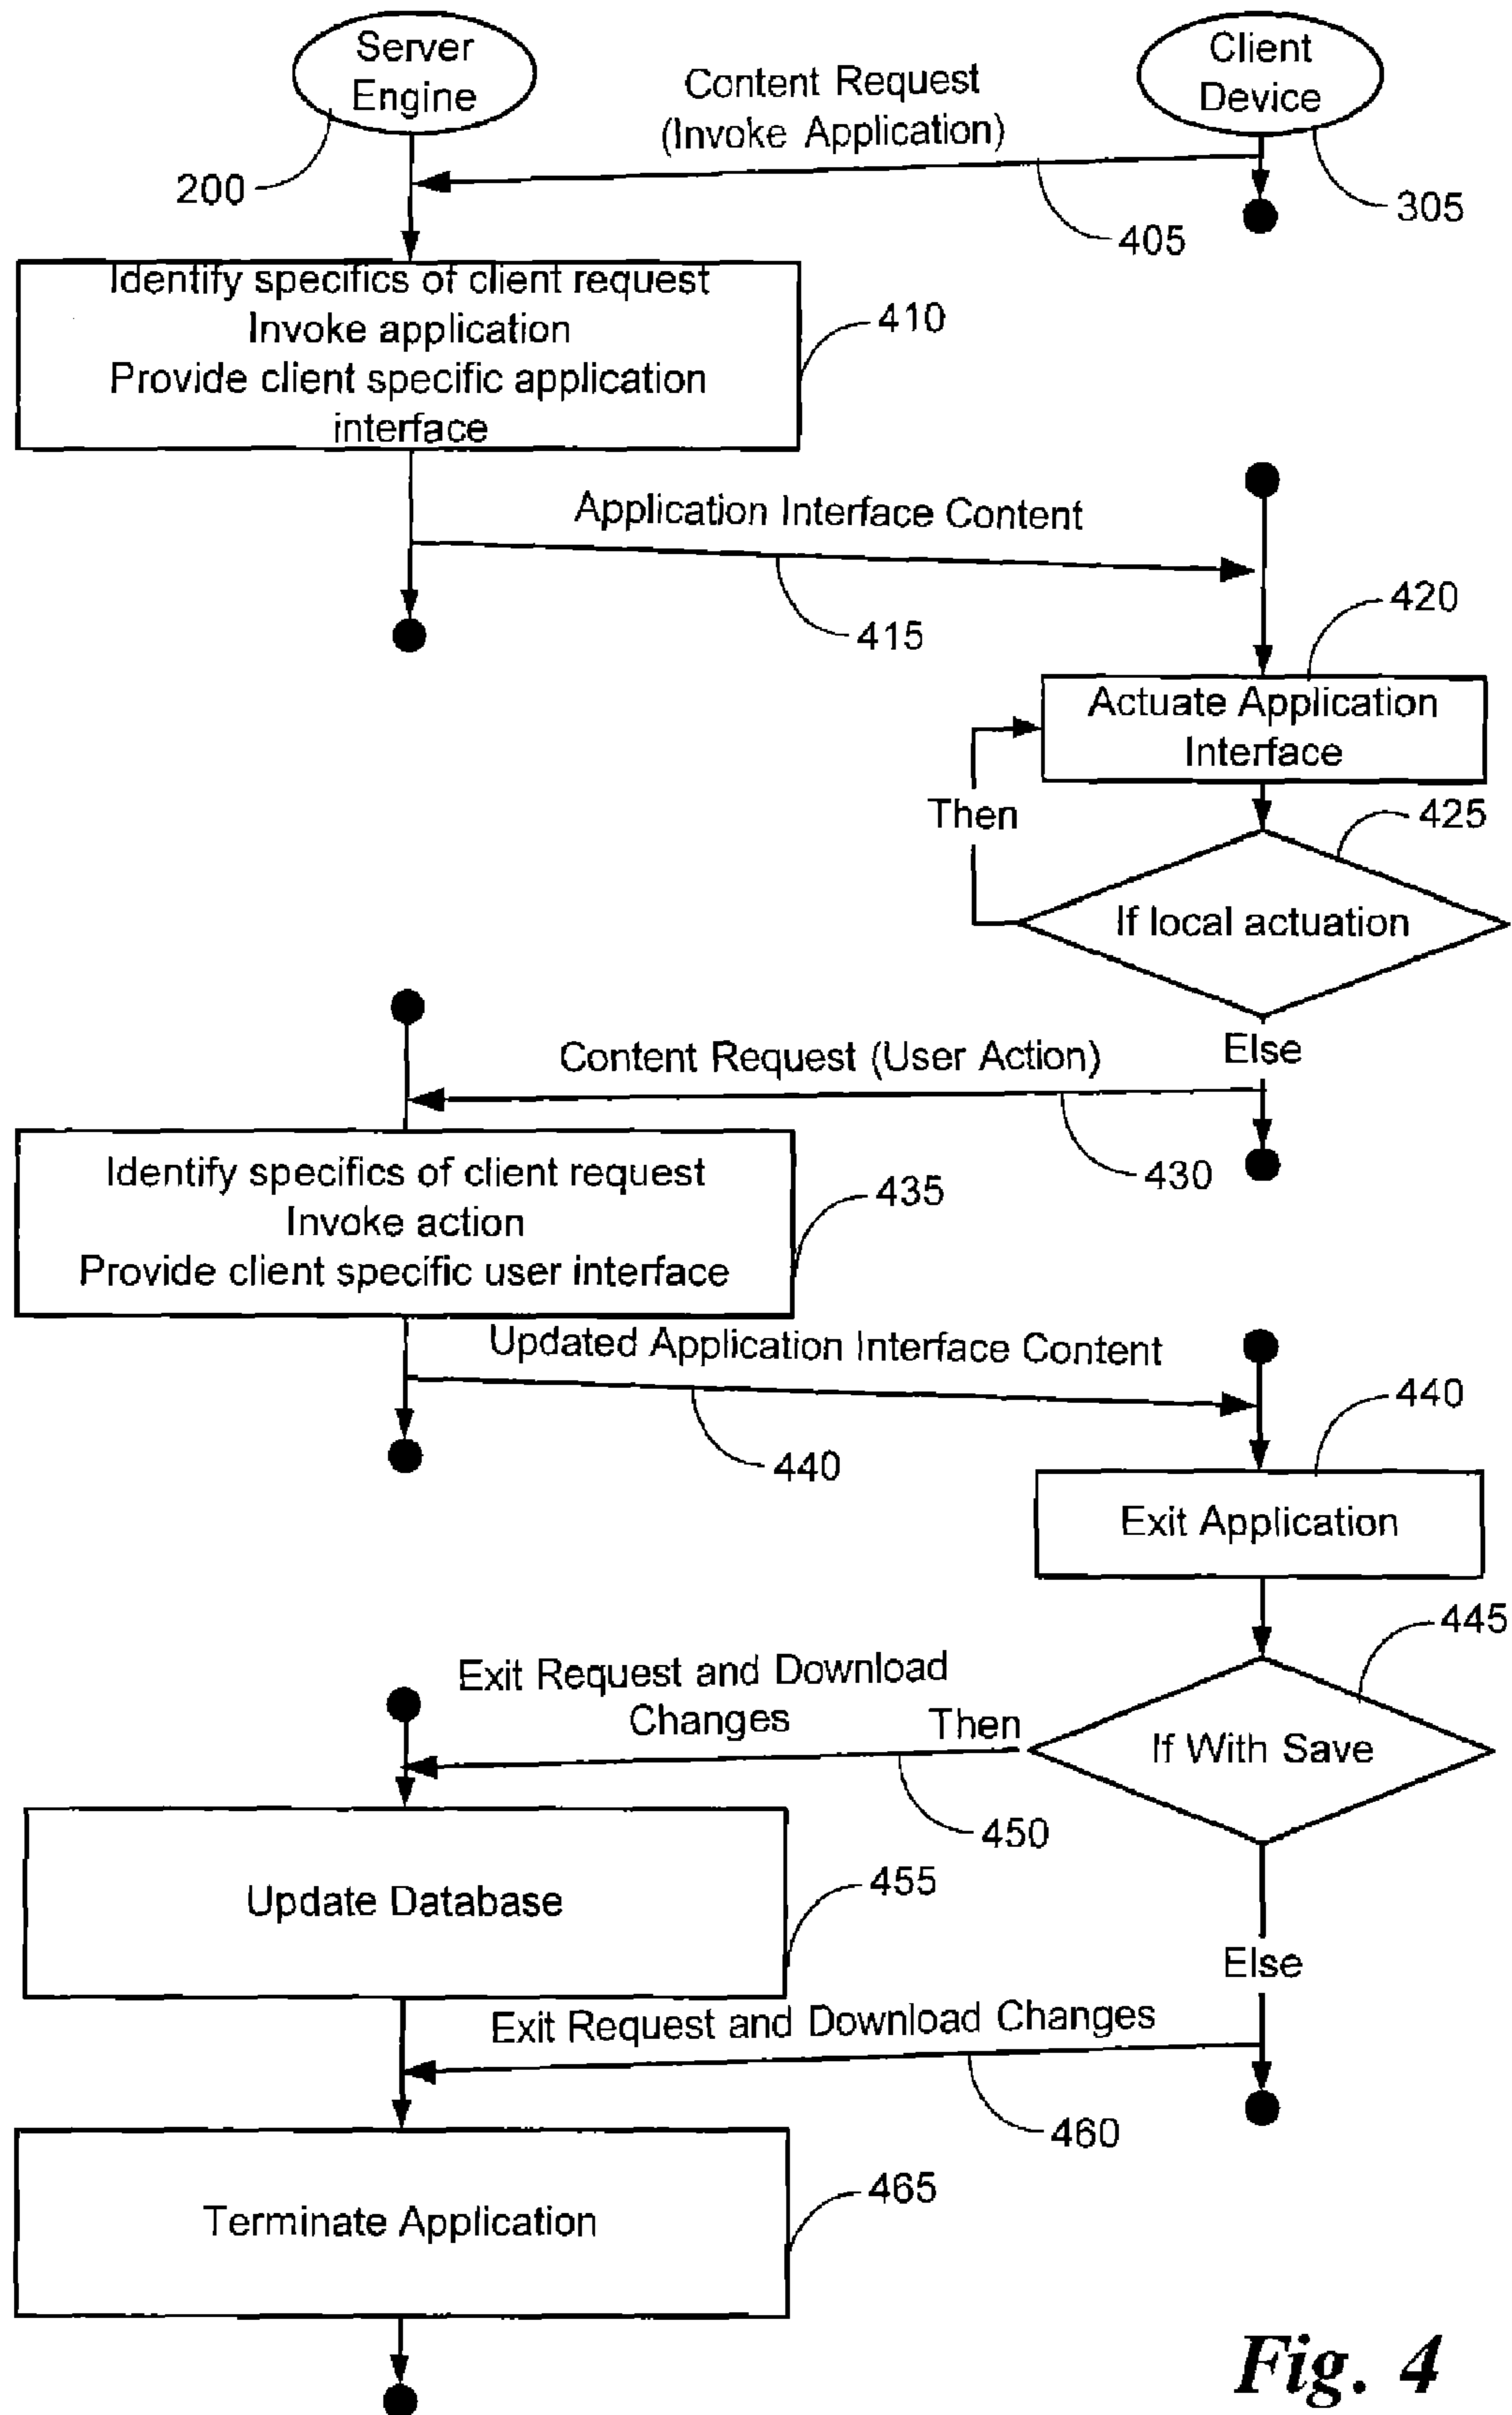 Server
Engine
Client
Device
Content Request
(Invoke Application)
200
305
405
Identify specifics of client request
Invoke application
Provide client specific application
interface
410
Application Interface Content
415
420
Actuate Application
Interface
Then
425
If local actuation
Else
Content Request (User Action)
430
Identify specifics of client request
Invoke action
Provide client specific user interface
435
Updated Application Interface Content
440
440
Exit Application
445
Exit Request and Download
Changes
Then
If With Save
450
455
Update Database
Else
Exit Request and Download Changes
460
465
Terminate Application
Fig. 4